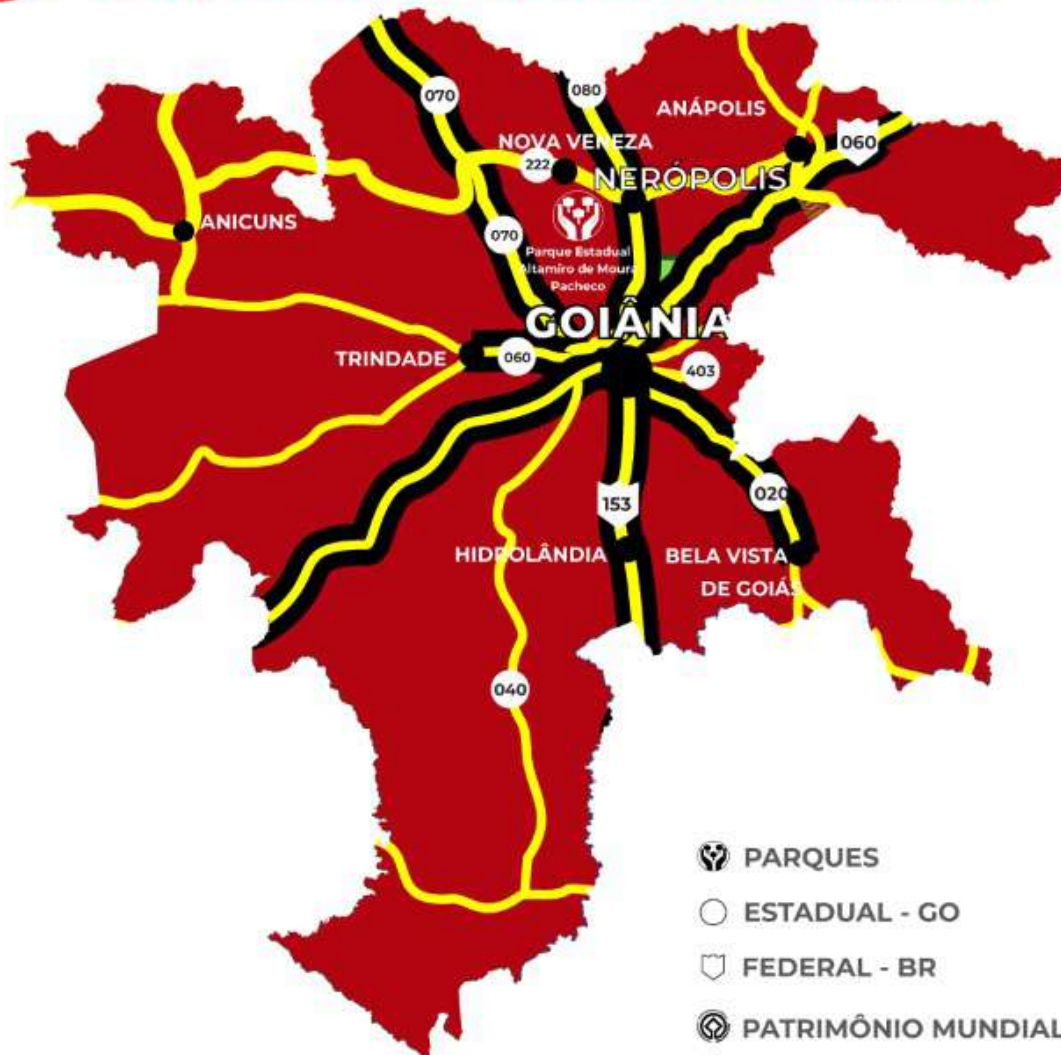 070
080
ANÁPOLIS
060
NOVA VENEZA
222
NERÓPOLIS
ANICUNS
070
Parque Estadual
Altamiro de Moura
Pacheco
GOIÂNIA
TRINDADE
060
403
020
153
HIDROLÂNDIA
BELA VISTA
DE GOIÁS
040
PARQUES
ESTADUAL - GO
FEDERAL - BR
PATRIMÔNIO MUNDIAL